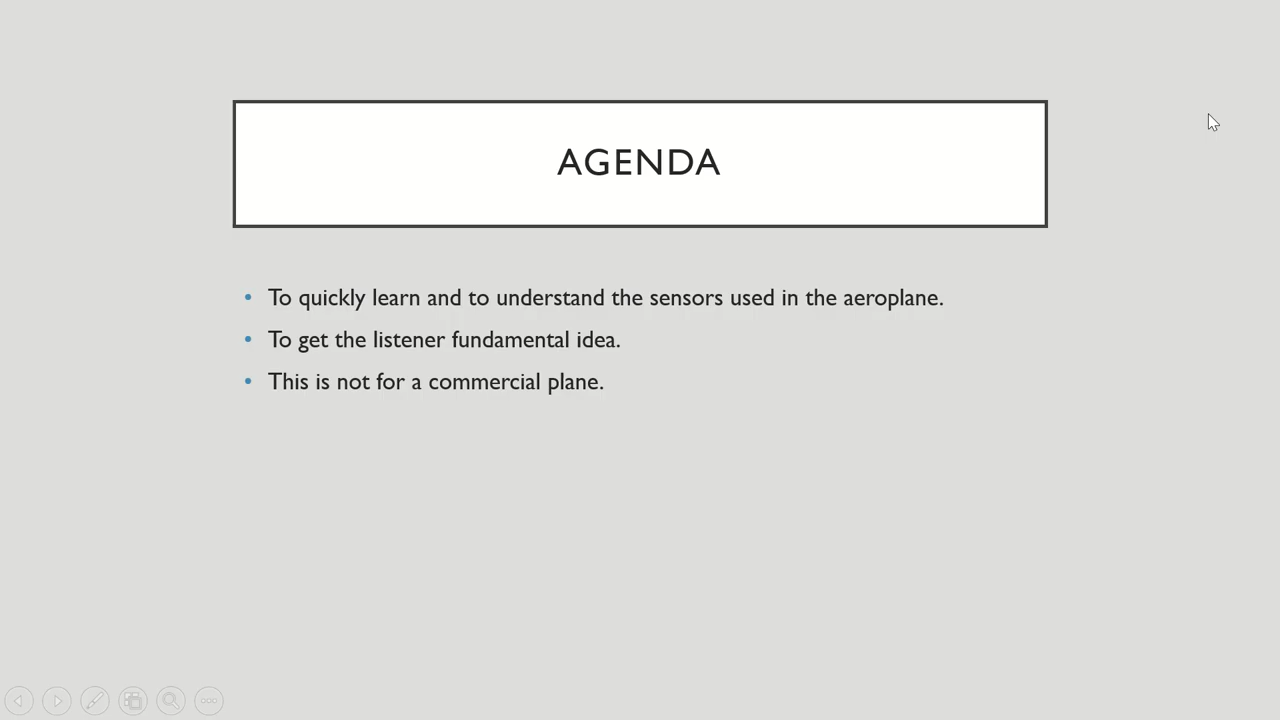 AGENDA
• To quickly learn and to understand the sensors used in the aeroplane.
• To get the listener fundamental idea.
• This is not for a commercial plane.